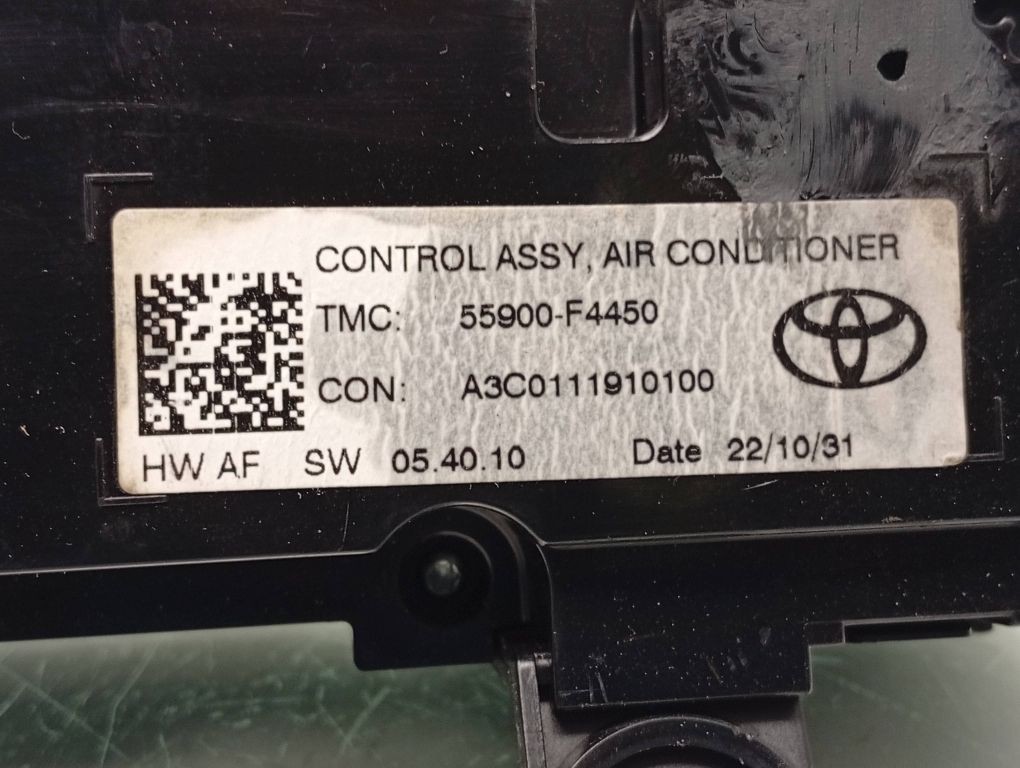 CONTROL ASSY, AIR CONDITIONER
TMC: 55900-F4450
CON: A3C0111910100
HW AF SW 05.40.10 Date 22/10/31